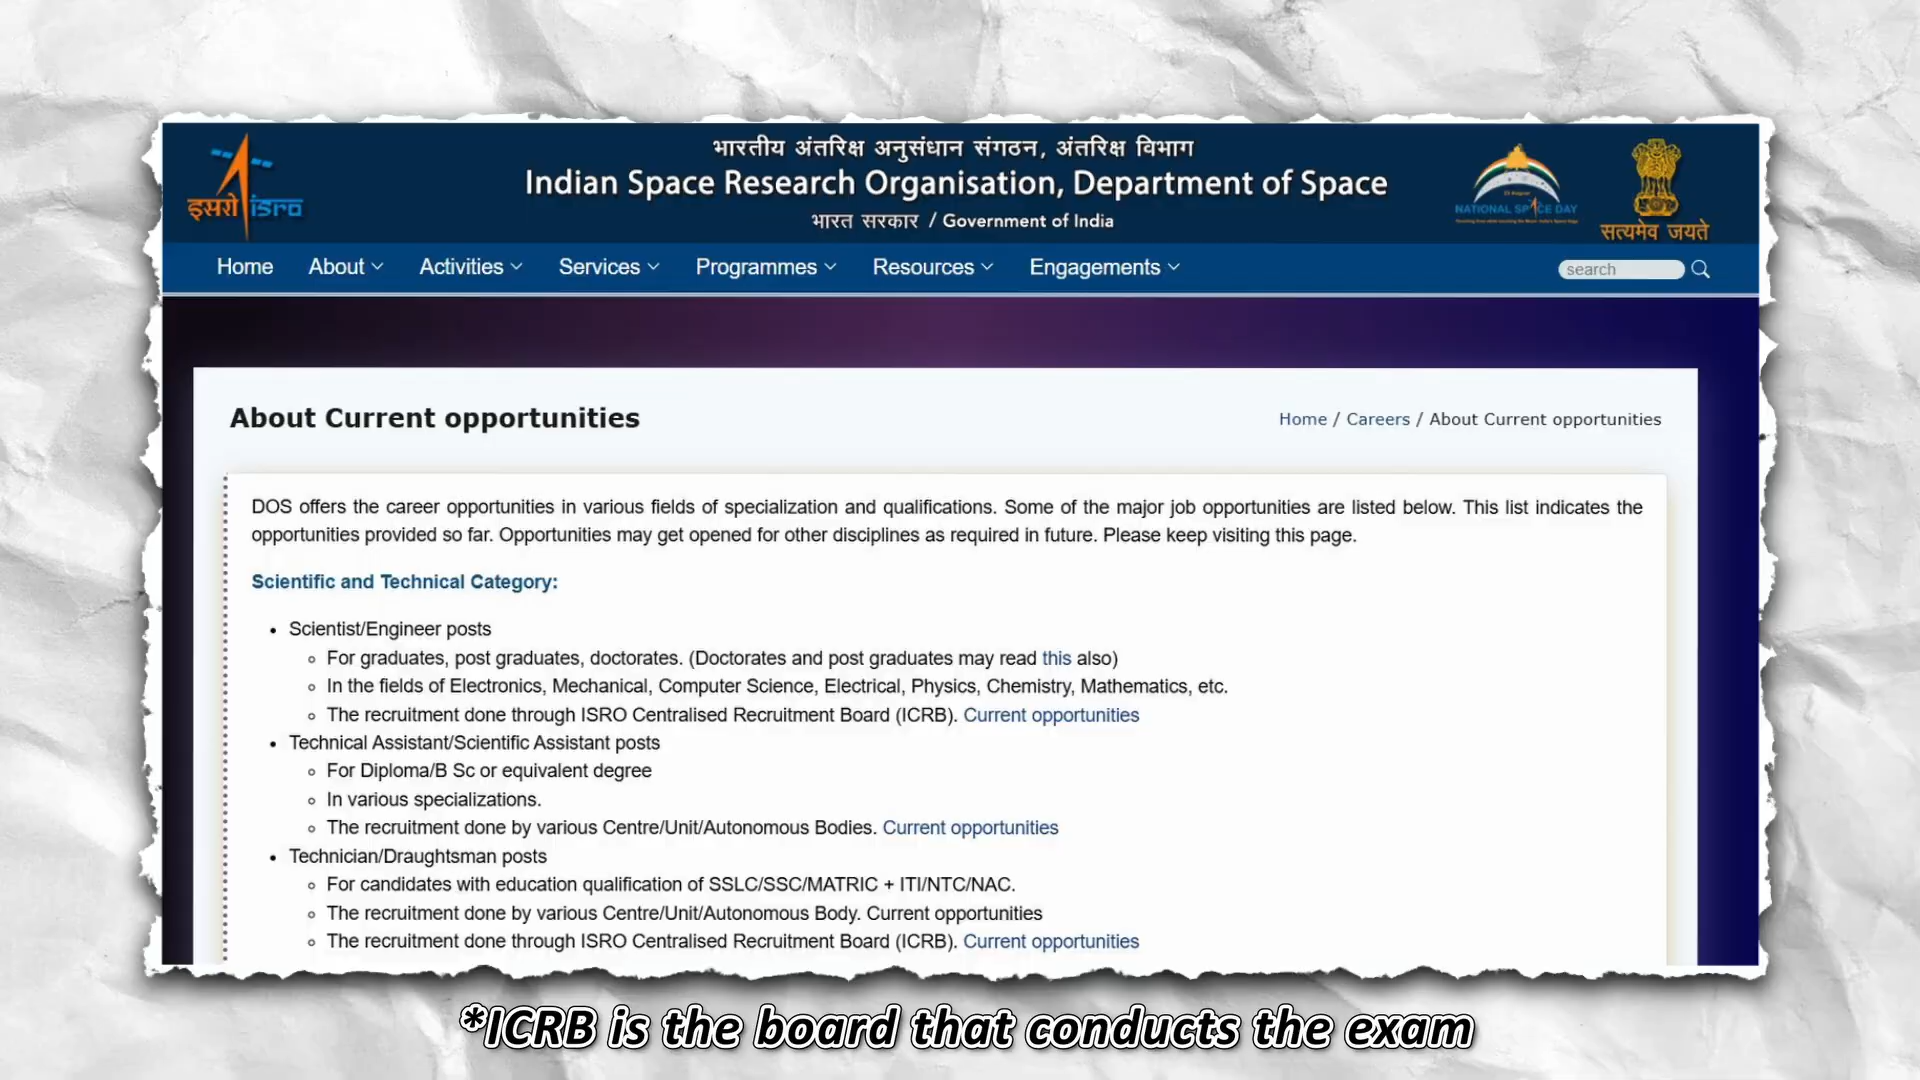 भारतीय अंतरिक्ष अनुसंधान संगठन, अंतरिक्ष विभाग
Indian Space Research Organisation, Department of Space
भारत सरकार / Government of India
इसरो isro
NATIONAL SPACE DAY
सत्यमेव जयते
Home About Activities Services Programmes Resources Engagements search
About Current opportunities
Home / Careers / About Current opportunities
DOS offers the career opportunities in various fields of specialization and qualifications. Some of the major job opportunities are listed below. This list indicates the
opportunities provided so far. Opportunities may get opened for other disciplines as required in future. Please keep visiting this page.
Scientific and Technical Category:
Scientist/Engineer posts
For graduates, post graduates, doctorates. (Doctorates and post graduates may read this also)
In the fields of Electronics, Mechanical, Computer Science, Electrical, Physics, Chemistry, Mathematics, etc.
The recruitment done through ISRO Centralised Recruitment Board (ICRB). Current opportunities
Technical Assistant/Scientific Assistant posts
For Diploma/B Sc or equivalent degree
In various specializations.
The recruitment done by various Centre/Unit/Autonomous Bodies. Current opportunities
Technician/Draughtsman posts
For candidates with education qualification of SSLC/SSC/MATRIC + ITI/NTC/NAC.
The recruitment done by various Centre/Unit/Autonomous Body. Current opportunities
The recruitment done through ISRO Centralised Recruitment Board (ICRB). Current opportunities
*ICRB is the board that conducts the exam